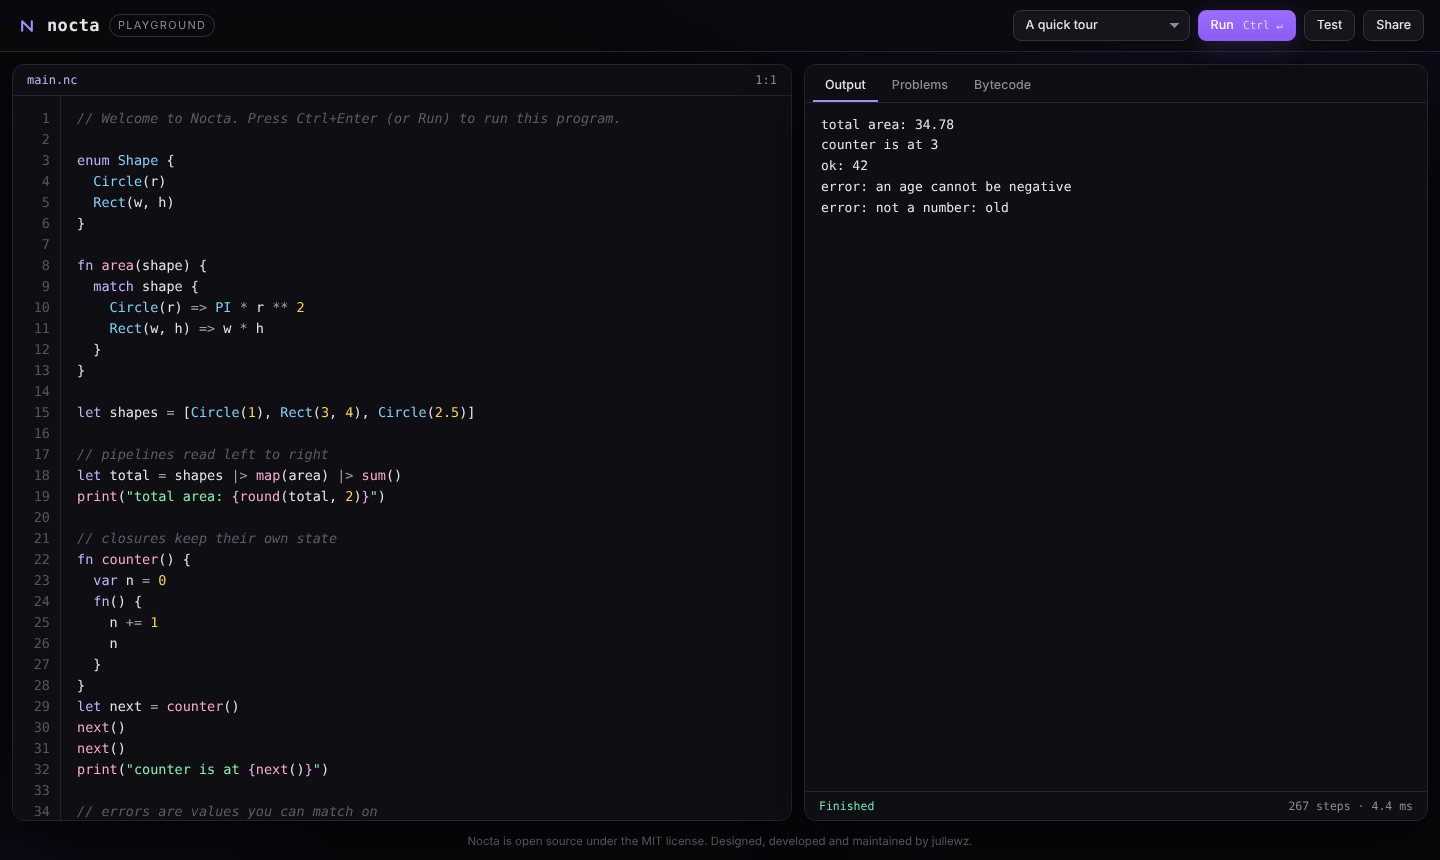 nocta PLAYGROUND
A quick tour
Run Ctrl ↵
Test
Share
main.nc
1:1
1 // Welcome to Nocta. Press Ctrl+Enter (or Run) to run this program.
2
3 enum Shape {
4   Circle(r)
5   Rect(w, h)
6 }
7
8 fn area(shape) {
9   match shape {
10     Circle(r) => PI * r ** 2
11     Rect(w, h) => w * h
12   }
13 }
14
15 let shapes = [Circle(1), Rect(3, 4), Circle(2.5)]
16
17 // pipelines read left to right
18 let total = shapes |> map(area) |> sum()
19 print("total area: {round(total, 2)}")
20
21 // closures keep their own state
22 fn counter() {
23   var n = 0
24   fn() {
25     n += 1
26     n
27   }
28 }
29 let next = counter()
30 next()
31 next()
32 print("counter is at {next()}")
33
34 // errors are values you can match on
Output Problems Bytecode
total area: 34.78
counter is at 3
ok: 42
error: an age cannot be negative
error: not a number: old
Finished
267 steps · 4.4 ms
Nocta is open source under the MIT license. Designed, developed and maintained by jullewz.